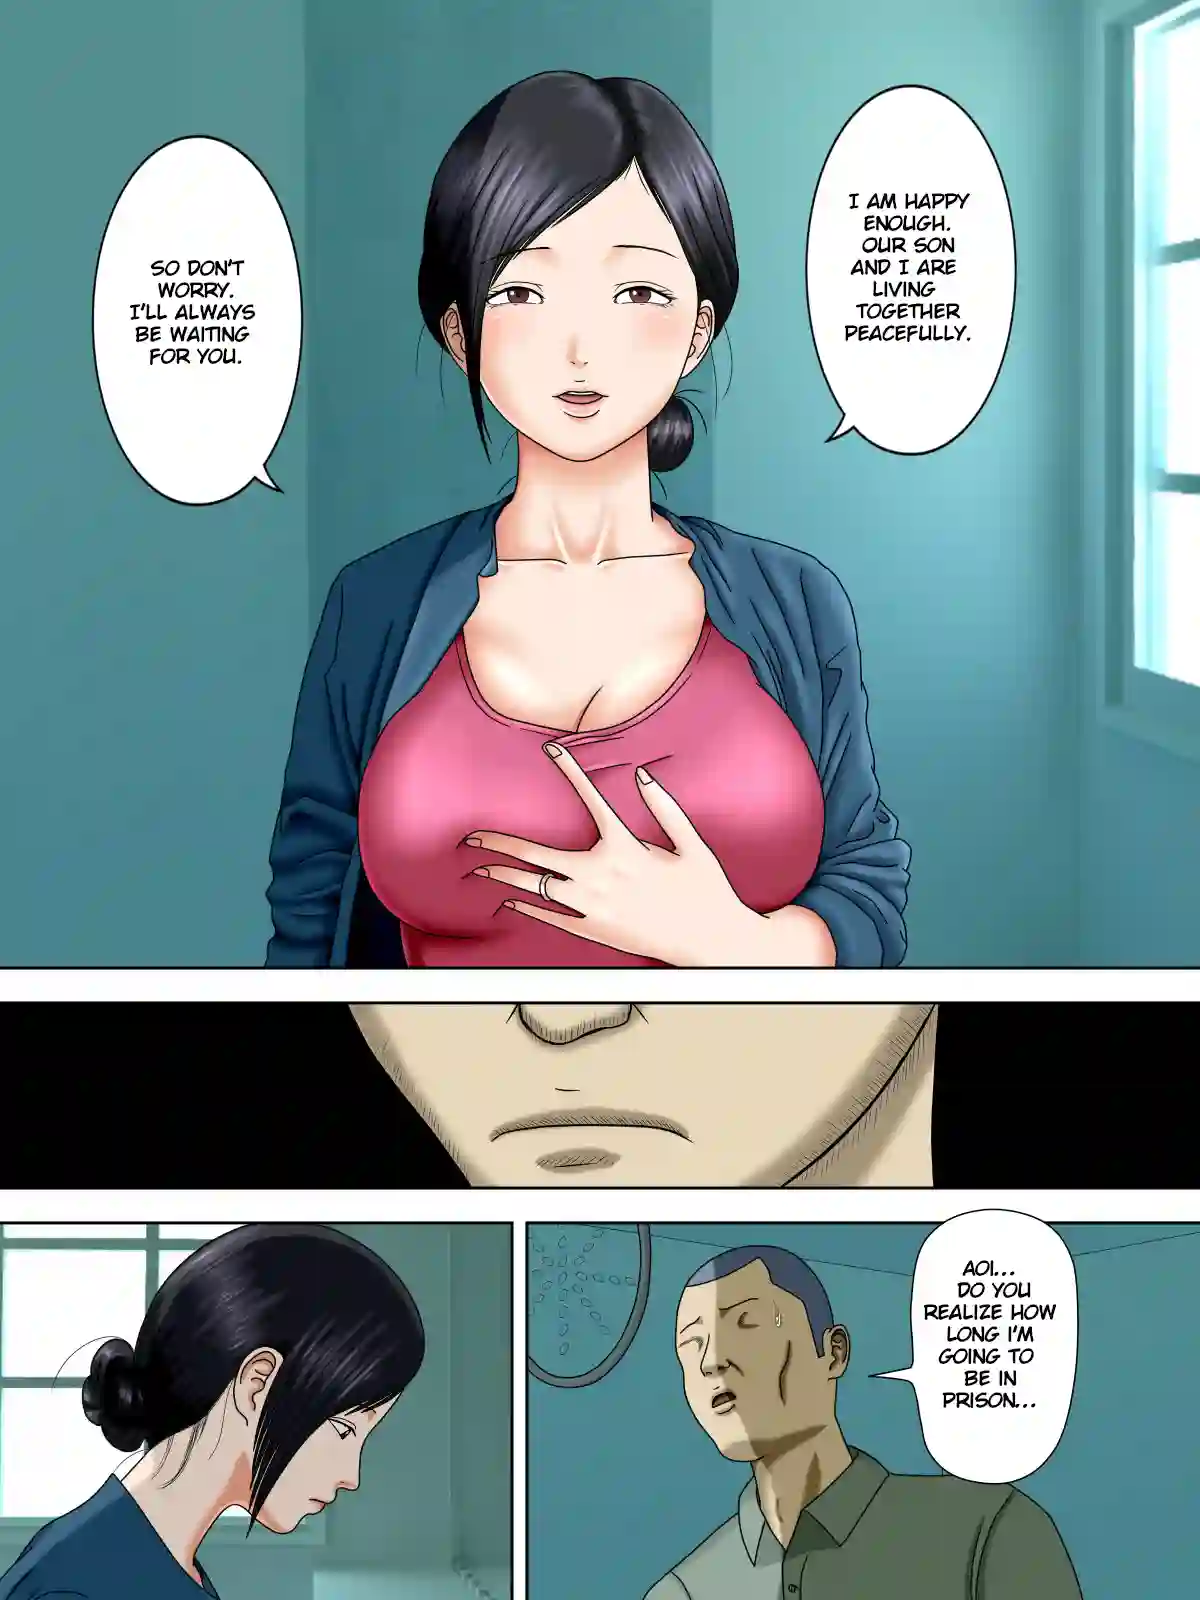 I AM HAPPY
ENOUGH.
OUR SON
AND I ARE
LIVING
TOGETHER
PEACEFULLY.
SO DON'T
WORRY.
I'LL ALWAYS
BE WAITING
FOR YOU.
AOI...
DO YOU
REALIZE HOW
LONG I'M
GOING TO
BE IN
PRISON...